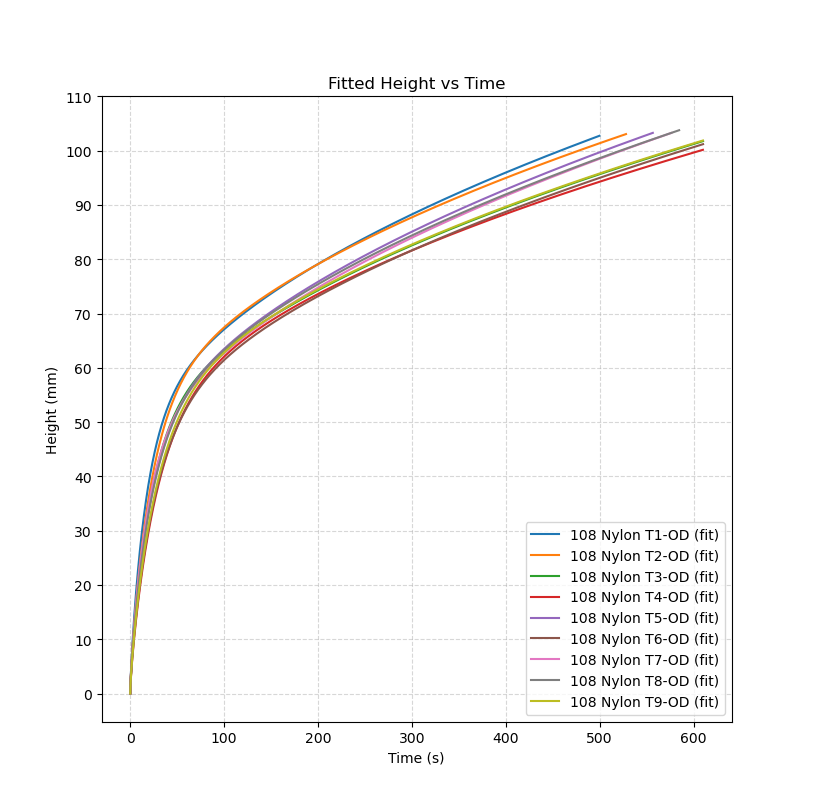 Fitted Height vs Time
110
100
90
80
70
60
50
40
30
20
10
0
Height (mm)
0 100 200 300 400 500 600
Time (s)
108 Nylon T1-OD (fit)
108 Nylon T2-OD (fit)
108 Nylon T3-OD (fit)
108 Nylon T4-OD (fit)
108 Nylon T5-OD (fit)
108 Nylon T6-OD (fit)
108 Nylon T7-OD (fit)
108 Nylon T8-OD (fit)
108 Nylon T9-OD (fit)